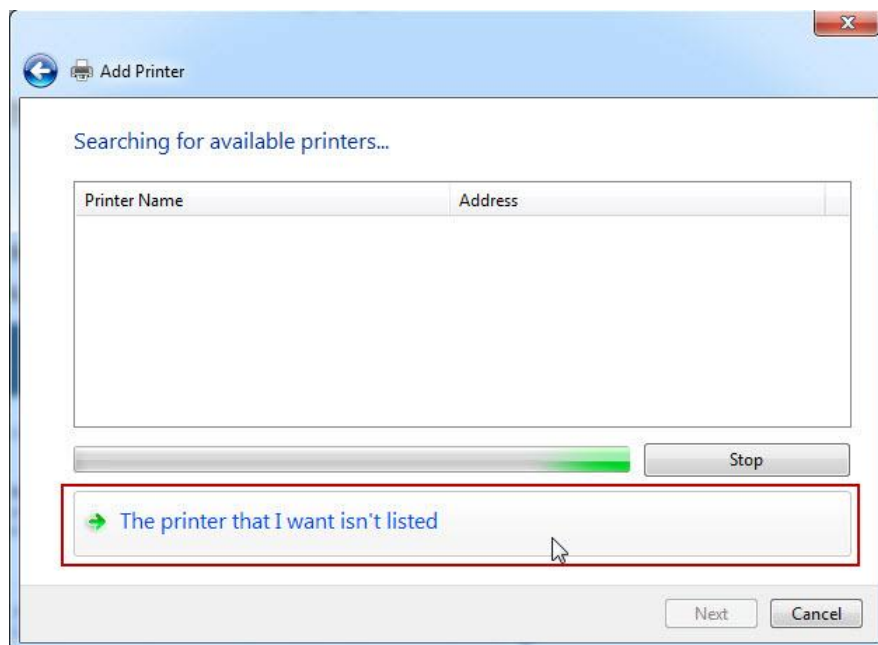 Add Printer
Searching for available printers...
Printer Name Address
Stop
The printer that I want isn't listed
Next Cancel